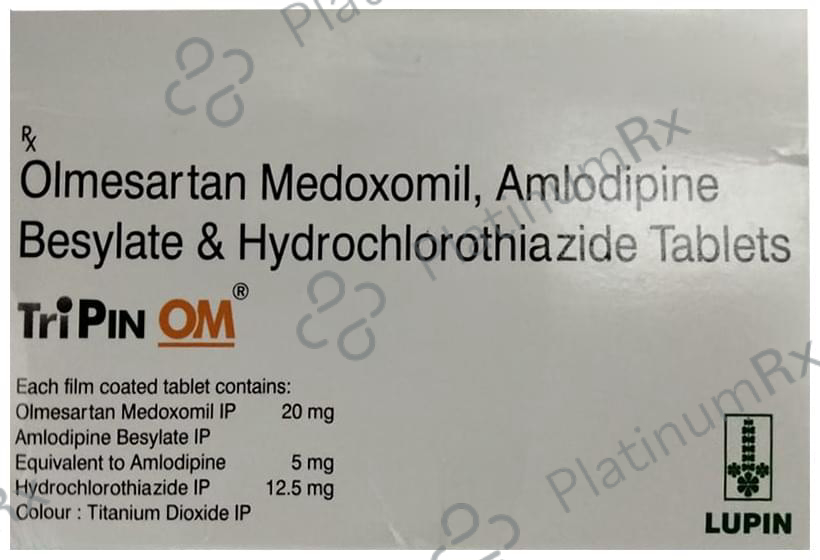 PlatinumRx
Rx
Olmesartan Medoxomil, Amlodipine
Besylate & Hydrochlorothiazide Tablets
PlatinumRx
TriPin OM®
Each film coated tablet contains:
Olmesartan Medoxomil IP 20 mg
Amlodipine Besylate IP
Equivalent to Amlodipine 5 mg
Hydrochlorothiazide IP 12.5 mg
Colour : Titanium Dioxide IP
PlatinumRx
LUPIN